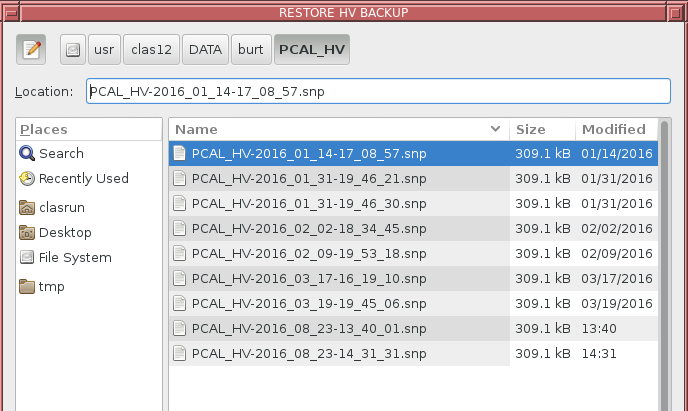 RESTORE HV BACKUP
usr clas12 DATA burt PCAL_HV
Location: PCAL_HV-2016_01_14-17_08_57.snp
Places Name Size Modified
Search PCAL_HV-2016_01_14-17_08_57.snp 309.1 kB 01/14/2016
Recently Used PCAL_HV-2016_01_31-19_46_21.snp 309.1 kB 01/31/2016
clasrun PCAL_HV-2016_01_31-19_46_30.snp 309.1 kB 01/31/2016
Desktop PCAL_HV-2016_02_02-18_34_45.snp 309.1 kB 02/02/2016
File System PCAL_HV-2016_02_09-19_53_18.snp 309.1 kB 02/09/2016
tmp PCAL_HV-2016_03_17-16_19_10.snp 309.1 kB 03/17/2016
PCAL_HV-2016_03_19-19_45_06.snp 309.1 kB 03/19/2016
PCAL_HV-2016_08_23-13_40_01.snp 309.1 kB 13:40
PCAL_HV-2016_08_23-14_31_31.snp 309.1 kB 14:31